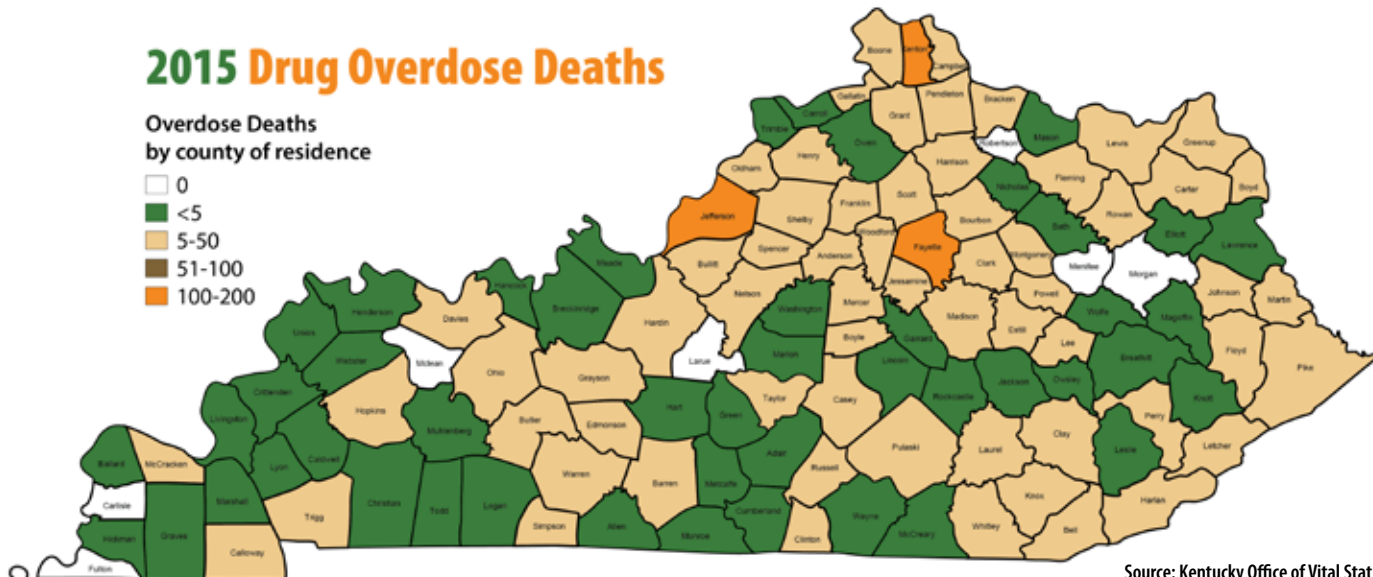 2015 Drug Overdose Deaths
Overdose Deaths
by county of residence
0
<5
5-50
51-100
100-200
Boone
Kenton
Campbell
Gallatin
Grant
Pendleton
Bracken
Trimble
Carroll
Owen
Robertson
Mason
Lewis
Greenup
Oldham
Henry
Harrison
Nicholas
Fleming
Carter
Boyd
Jefferson
Shelby
Franklin
Scott
Bourbon
Bath
Rowan
Elliott
Lawrence
Bullitt
Spencer
Anderson
Woodford
Fayette
Clark
Montgomery
Menifee
Morgan
Meade
Hancock
Breckinridge
Hardin
Nelson
Washington
Mercer
Jessamine
Madison
Powell
Estill
Wolfe
Magoffin
Johnson
Martin
Henderson
Union
Webster
Davies
Mclean
Ohio
Grayson
Larue
Marion
Boyle
Garrard
Lincoln
Rockcastle
Jackson
Lee
Owsley
Breathitt
Floyd
Knott
Pike
Crittenden
Livingston
Hopkins
Muhlenberg
Butler
Edmonson
Hart
Green
Taylor
Casey
Pulaski
Laurel
Clay
Perry
Leslie
Letcher
Ballard
McCracken
Lyon
Caldwell
Warren
Barren
Metcalfe
Adair
Russell
Knox
Harlan
Carlisle
Graves
Marshall
Trigg
Christian
Todd
Logan
Simpson
Allen
Monroe
Cumberland
Clinton
Wayne
McCreary
Whitley
Bell
Hickman
Fulton
Calloway
Source: Kentucky Office of Vital Stat